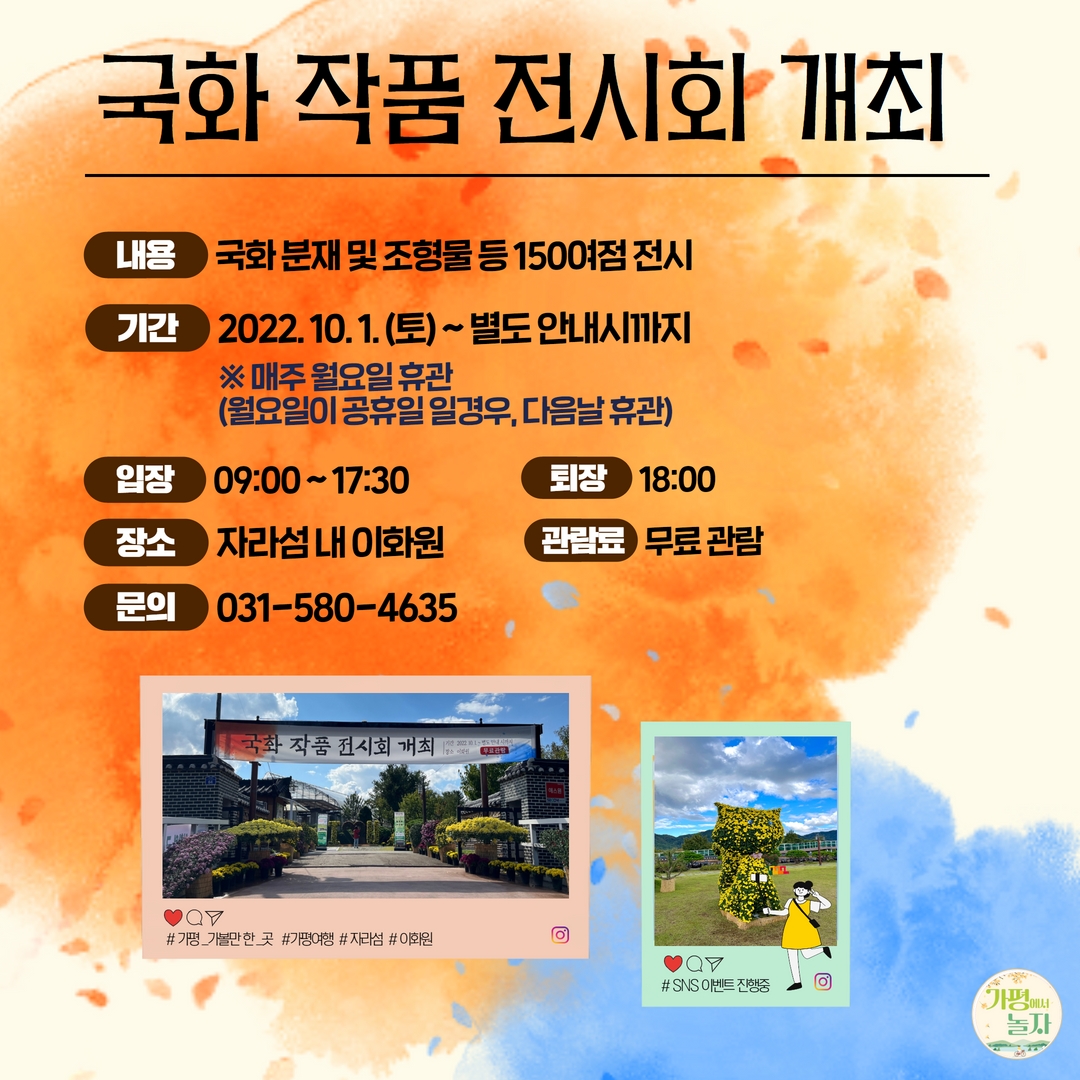 국화 작품 전시회 개최
내용 국화 분재 및 조형물 등 1500여점 전시
기간 2022. 10. 1. (토) ~ 별도 안내시까지
※ 매주 월요일 휴관
(월요일이 공휴일 일경우, 다음날 휴관)
입장 09:00 ~ 17:30 퇴장 18:00
장소 자라섬 내 이화원 관람료 무료 관람
문의 031-580-4635
국화 작품 전시회 개최
무료관람
# 가평_가볼만 한_곳 #가평여행 # 자라섬 # 이화원
# SNS 이벤트 진행중
가평에서
놀자